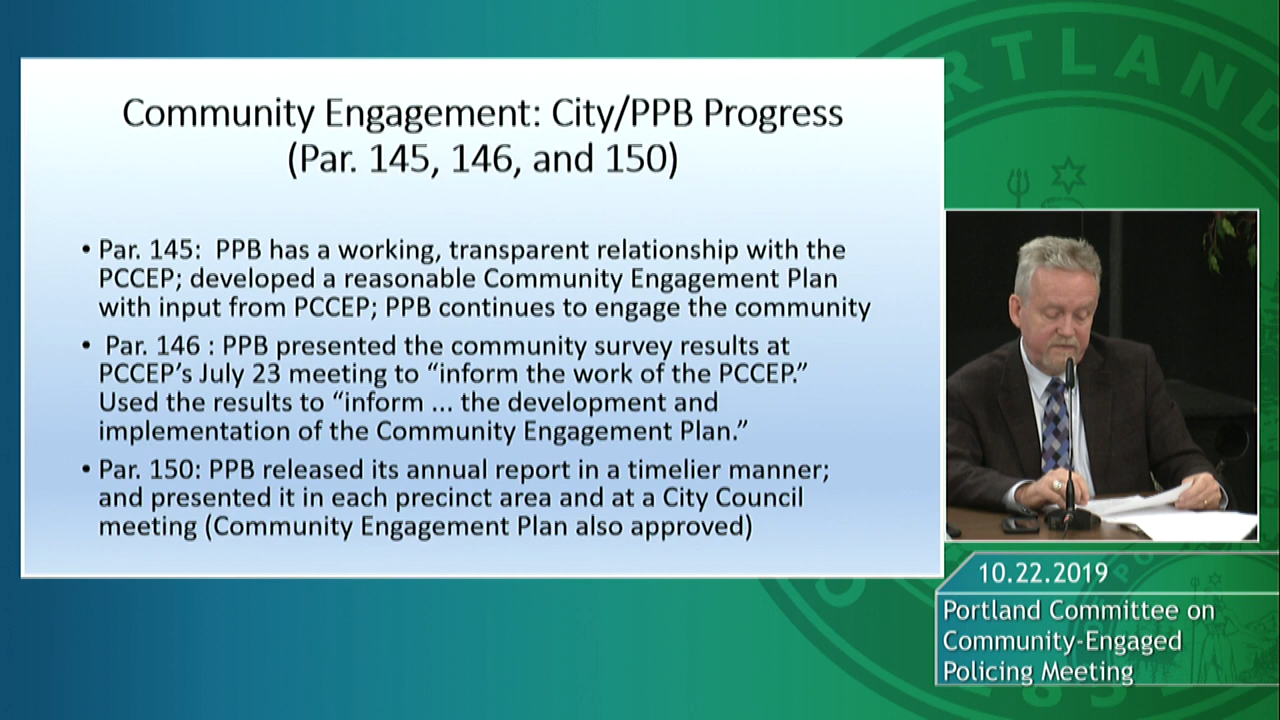 Community Engagement: City/PPB Progress
(Par. 145, 146, and 150)
• Par. 145:  PPB has a working, transparent relationship with the
PCCEP; developed a reasonable Community Engagement Plan
with input from PCCEP; PPB continues to engage the community
•  Par. 146 : PPB presented the community survey results at
PCCEP’s July 23 meeting to “inform the work of the PCCEP.”
Used the results to “inform ... the development and
implementation of the Community Engagement Plan.”
• Par. 150: PPB released its annual report in a timelier manner;
and presented it in each precinct area and at a City Council
meeting (Community Engagement Plan also approved)
10.22.2019
Portland Committee on
Community-Engaged
Policing Meeting
PORTLAND